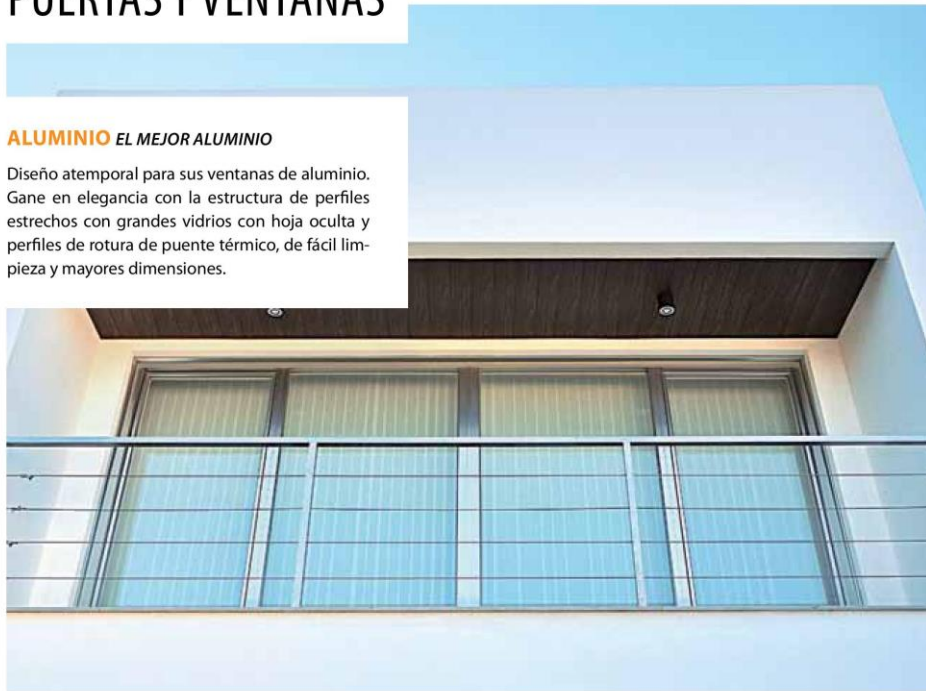 PUERTAS Y VENTANAS
ALUMINIO EL MEJOR ALUMINIO
Diseño atemporal para sus ventanas de aluminio.
Gane en elegancia con la estructura de perfiles
estrechos con grandes vidrios con hoja oculta y
perfiles de rotura de puente térmico, de fácil lim-
pieza y mayores dimensiones.